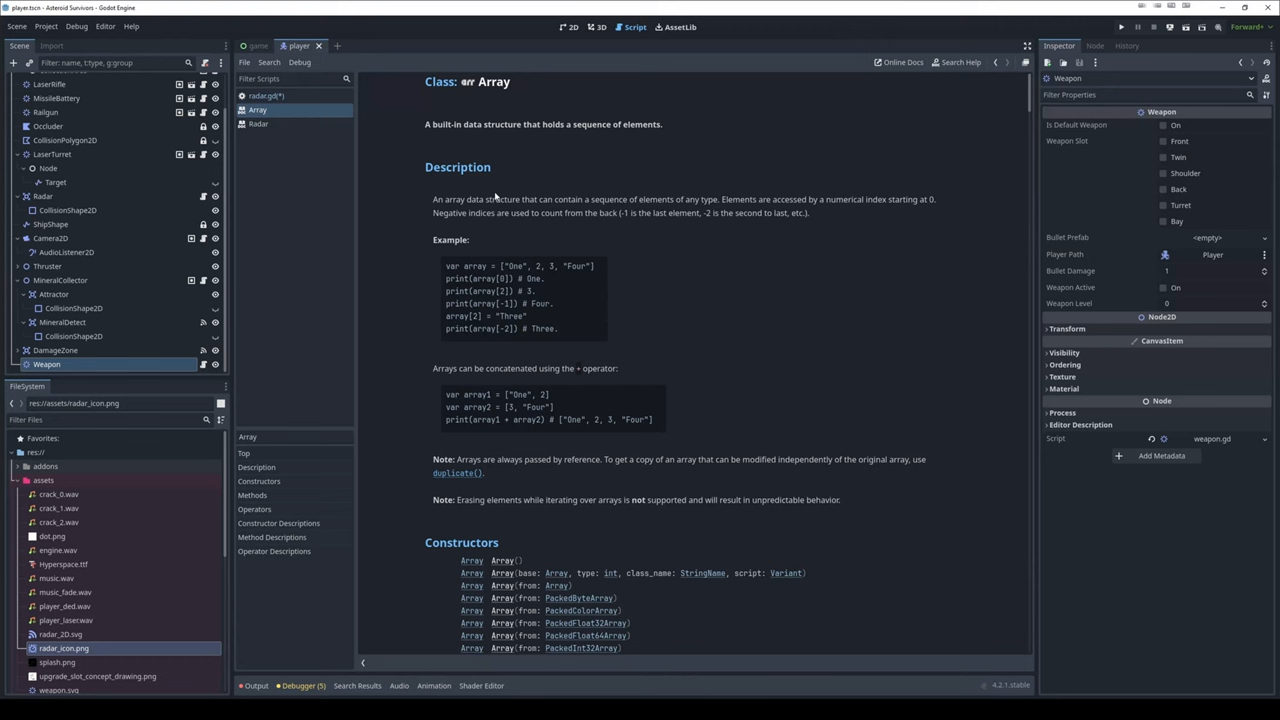 player.tscn - Asteroid Survivors - Godot Engine
Scene Project Debug Editor Help
2D 3D Script AssetLib
Forward+
Scene Import
Filter: name, t:type, g:group
LaserRifle
MissileBattery
Railgun
Occluder
CollisionPolygon2D
LaserTurret
Node
Target
Radar
CollisionShape2D
ShipShape
Camera2D
AudioListener2D
Thruster
MineralCollector
Attractor
CollisionShape2D
MineralDetect
CollisionShape2D
DamageZone
Weapon
FileSystem
res://assets/radar_icon.png
Filter Files
Favorites:
res://
addons
assets
crack_0.wav
crack_1.wav
crack_2.wav
dot.png
engine.wav
Hyperspace.ttf
music.wav
music_fade.wav
player_ded.wav
player_laser.wav
radar_2D.svg
radar_icon.png
splash.png
upgrade_slot_concept_drawing.png
weapon.svg
game player
File Search Debug
Online Docs Search Help
Filter Scripts
radar.gd(*)
Array
Radar
Array
Top
Description
Constructors
Methods
Operators
Constructor Descriptions
Method Descriptions
Operator Descriptions
Class: Array
A built-in data structure that holds a sequence of elements.
Description
An array data structure that can contain a sequence of elements of any type. Elements are accessed by a numerical index starting at 0.
Negative indices are used to count from the back (-1 is the last element, -2 is the second to last, etc.).
Example:
var array = ["One", 2, 3, "Four"]
print(array[0]) # One.
print(array[2]) # 3.
print(array[-1]) # Four.
array[2] = "Three"
print(array[-2]) # Three.
Arrays can be concatenated using the + operator:
var array1 = ["One", 2]
var array2 = [3, "Four"]
print(array1 + array2) # ["One", 2, 3, "Four"]
Note: Arrays are always passed by reference. To get a copy of an array that can be modified independently of the original array, use
duplicate().
Note: Erasing elements while iterating over arrays is not supported and will result in unpredictable behavior.
Constructors
Array Array()
Array Array(base: Array, type: int, class_name: StringName, script: Variant)
Array Array(from: Array)
Array Array(from: PackedByteArray)
Array Array(from: PackedColorArray)
Array Array(from: PackedFloat32Array)
Array Array(from: PackedFloat64Array)
Array Array(from: PackedInt32Array)
Output Debugger (5) Search Results Audio Animation Shader Editor
4.2.1.stable
Inspector Node History
Weapon
Filter Properties
Weapon
Is Default Weapon On
Weapon Slot Front
Twin
Shoulder
Back
Turret
Bay
Bullet Prefab <empty>
Player Path Player
Bullet Damage 1
Weapon Active On
Weapon Level 0
Node2D
Transform
CanvasItem
Visibility
Ordering
Texture
Material
Node
Process
Editor Description
Script weapon.gd
Add Metadata